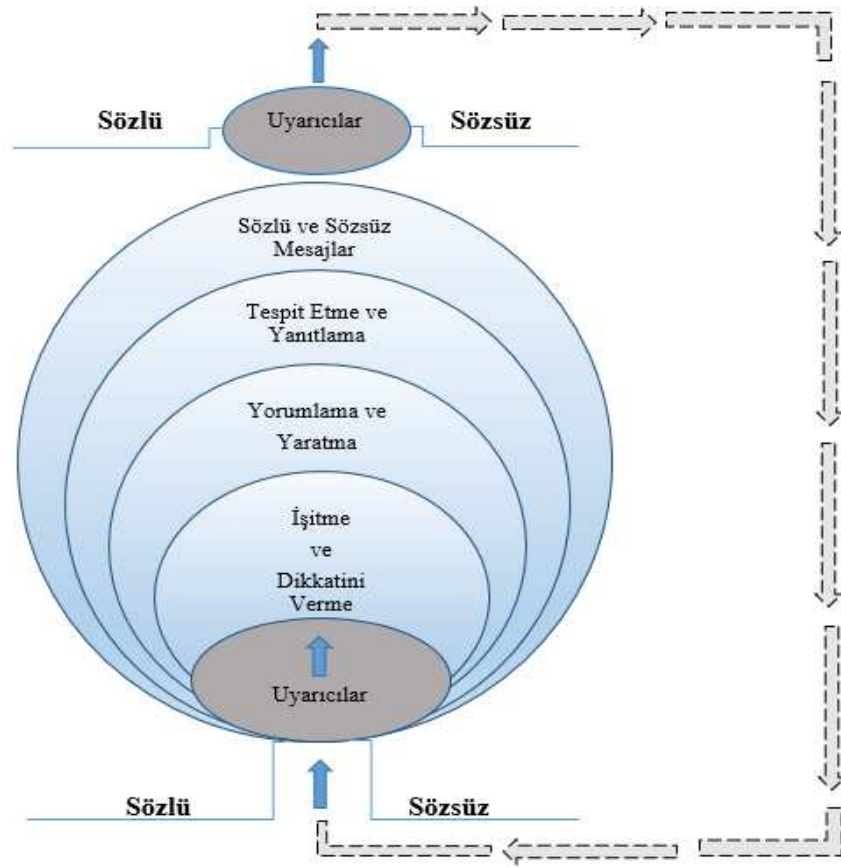 Sözlü
Uyarıcılar
Sözsüz
Sözlü ve Sözsüz
Mesajlar
Tespit Etme ve
Yanıtlama
Yorumlama ve
Yaratma
İşitme
ve
Dikkatini
Verme
Uyarıcılar
Sözlü
Sözsüz